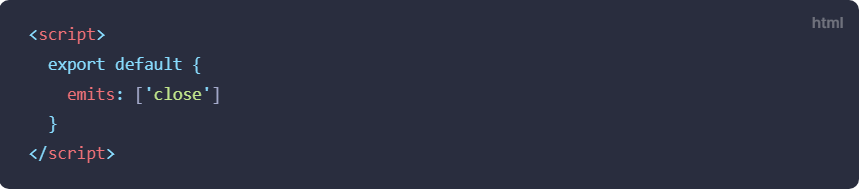 html
<script>
  export default {
    emits: ['close']
  }
</script>